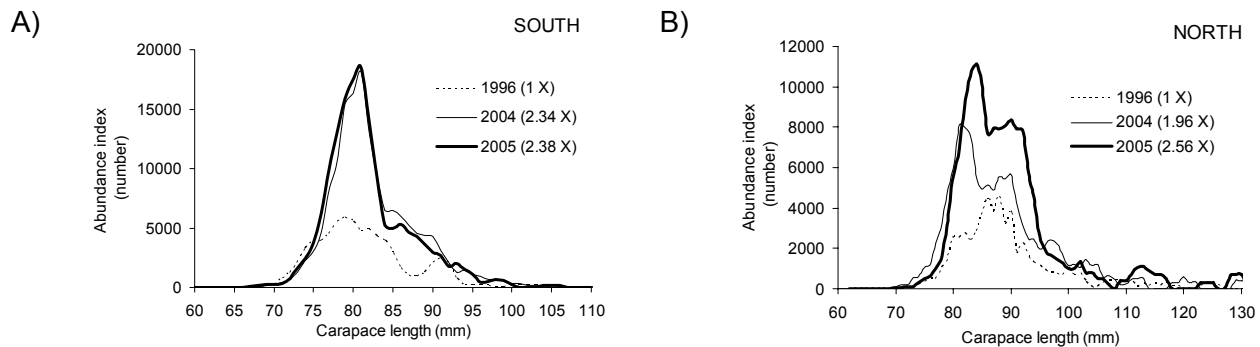 A)
SOUTH
20000
15000
10000
5000
0
Abundance index
(number)
1996 (1 X)
2004 (2.34 X)
2005 (2.38 X)
60 65 70 75 80 85 90 95 100 105 110
Carapace length (mm)
B)
NORTH
12000
10000
8000
6000
4000
2000
0
Abundance index
(number)
1996 (1 X)
2004 (1.96 X)
2005 (2.56 X)
60 70 80 90 100 110 120 130
Carapace length (mm)